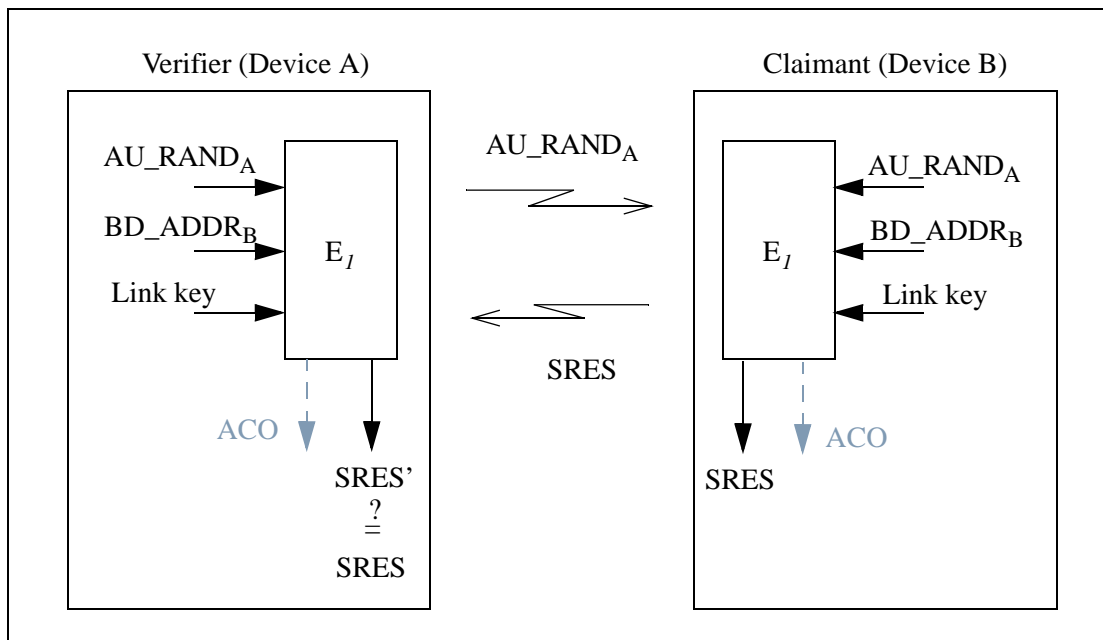 Verifier (Device A)
Claimant (Device B)
AU_RANDA
BD_ADDRB
Link key
E1
ACO
SRES’
?
=
SRES
AU_RANDA
SRES
E1
AU_RANDA
BD_ADDRB
Link key
SRES
ACO